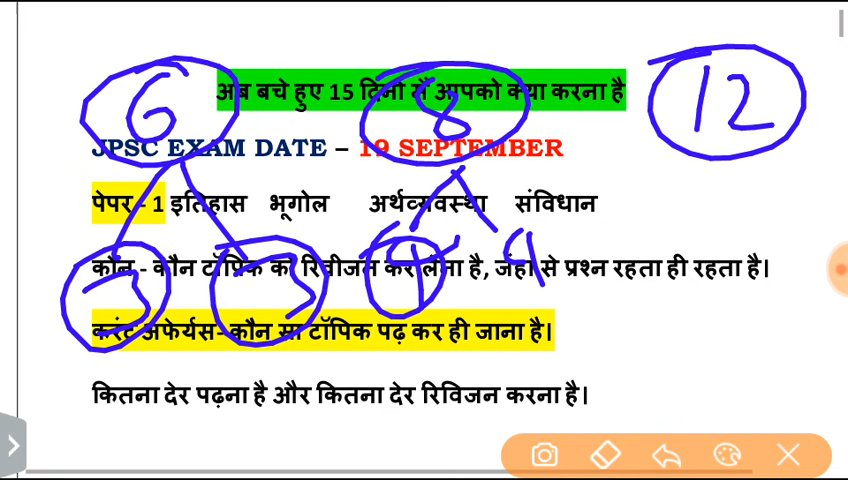 अब बचे हुए 15 दिनों में आपको क्या करना है
JPSC EXAM DATE – 19 SEPTEMBER
पेपर - 1 इतिहास भूगोल अर्थव्यवस्था संविधान
कौन - कौन टॉपिक का रिवीजन कर लेना है, जहां से प्रश्न रहता ही रहता है।
करंट अफेर्यस- कौन सा टॉपिक पढ़ कर ही जाना है।
कितना देर पढ़ना है और कितना देर रिविजन करना है।
6 8 12
3 3 4 4